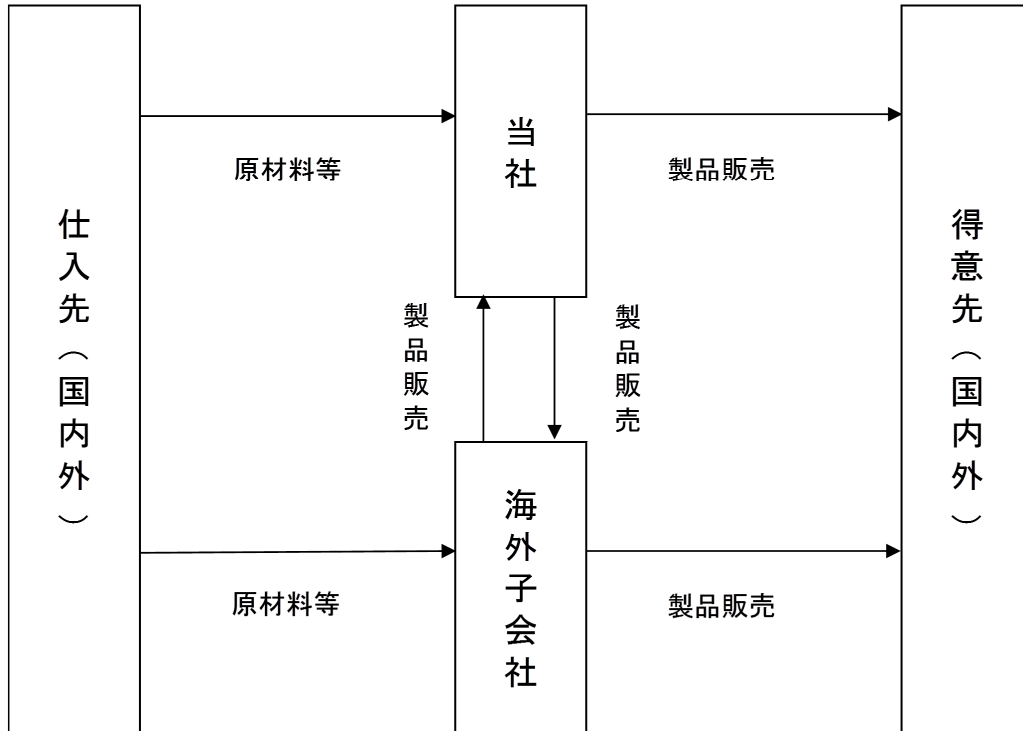 仕入先（国内外）
原材料等
原材料等
当社
製品販売
製品販売
海外子会社
製品販売
製品販売
得意先（国内外）